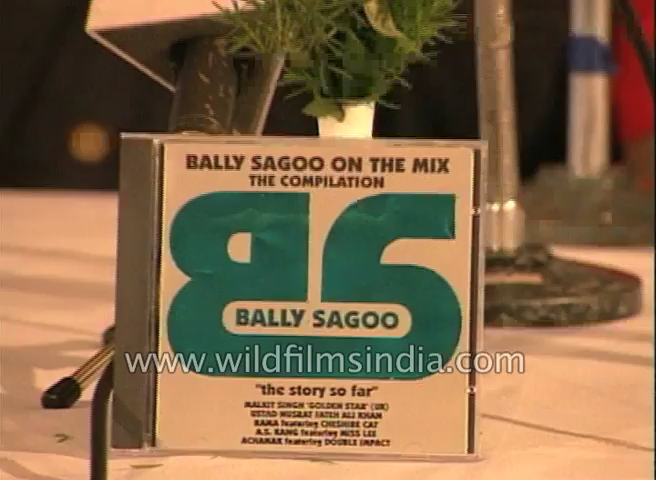 BALLY SAGOO ON THE MIX
THE COMPILATION
BS
BALLY SAGOO
www.wildfilmsindia.com
"the story so far"
MALKIT SINGH 'GOLDEN STAR' (UK)
USTAD NUSRAT FATEH ALI KHAN
RAMA featuring CHESHIRE CAT
A.S. KANG featuring MISS LEE
ACHANAK featuring DOUBLE IMPACT